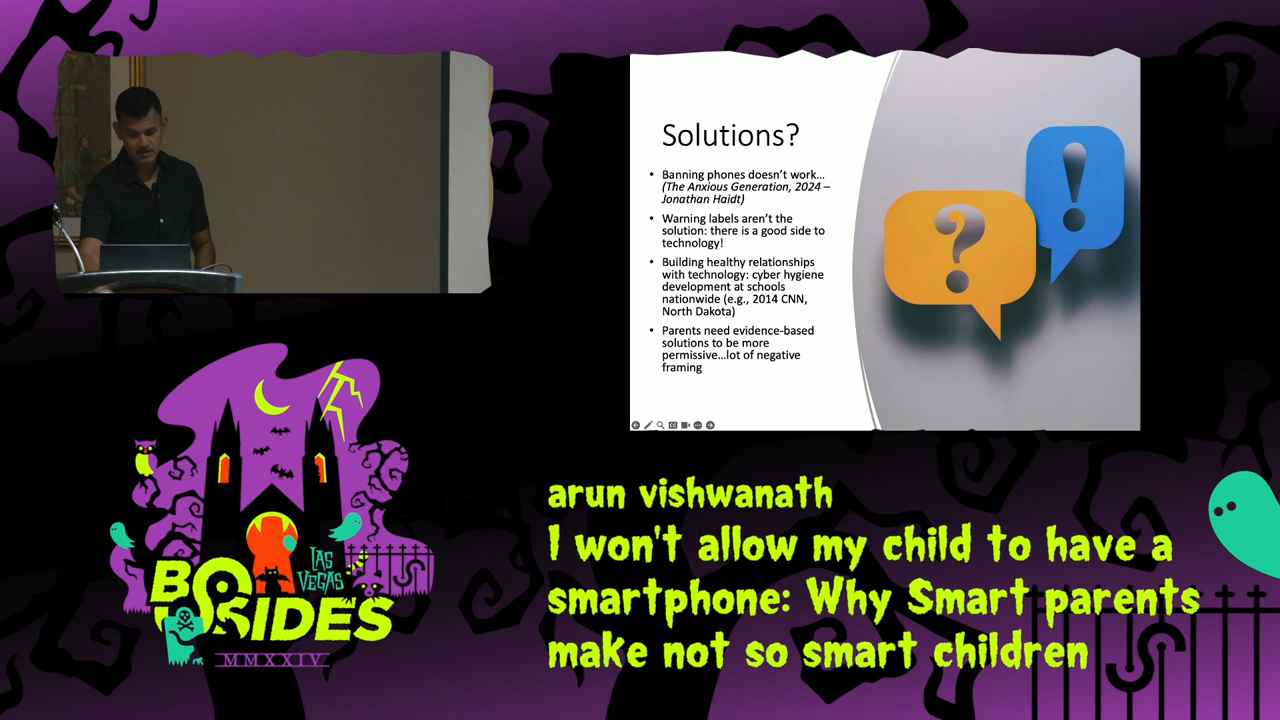 Solutions?
• Banning phones doesn't work…
(The Anxious Generation, 2024 –
Jonathan Haidt)
• Warning labels aren't the
solution: there is a good side to
technology!
• Building healthy relationships
with technology: cyber hygiene
development at schools
nationwide (e.g., 2014 CNN,
North Dakota)
• Parents need evidence-based
solutions to be more
permissive…lot of negative
framing
?
!
LAS
VEGAS
BSIDES
MMXXIV
arun vishwanath
I won't allow my child to have a
smartphone: Why Smart parents
make not so smart children